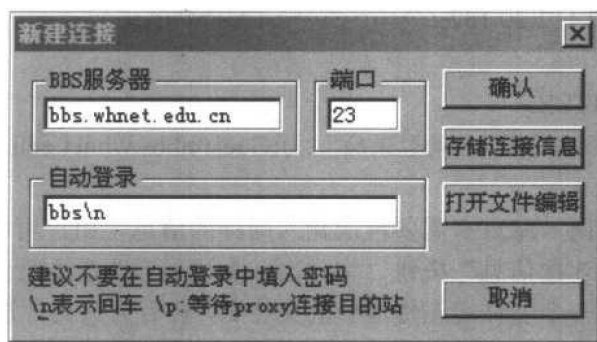 新建连接
BBS服务器
bbs.whnet.edu.cn
端口
23
确认
存储连接信息
自动登录
bbs\n
打开文件编辑
建议不要在自动登录中填入密码
\n表示回车 \p:等待proxy连接目的站
取消